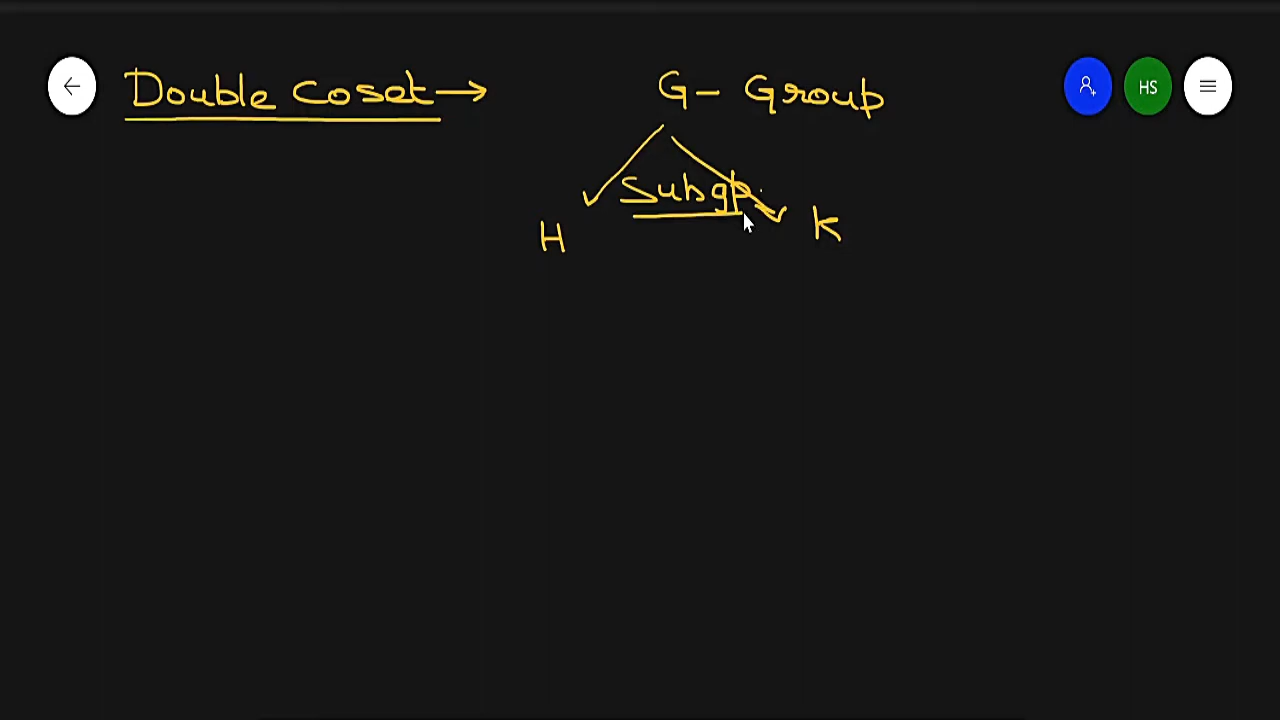 Double Coset → G - Group
Subgp.
H K
HS